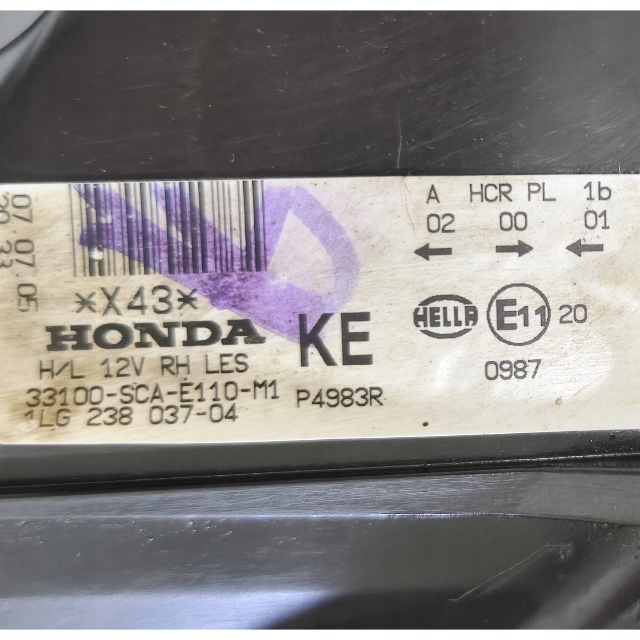 07.07.05
20:33
*X43*
HONDA
KE
H/L 12V RH LES
33100-SCA-E110-M1
P4983R
1LG 238 037-04
A HCR PL 1b
02 00 01
← → ←
HELLA
E11 20
0987